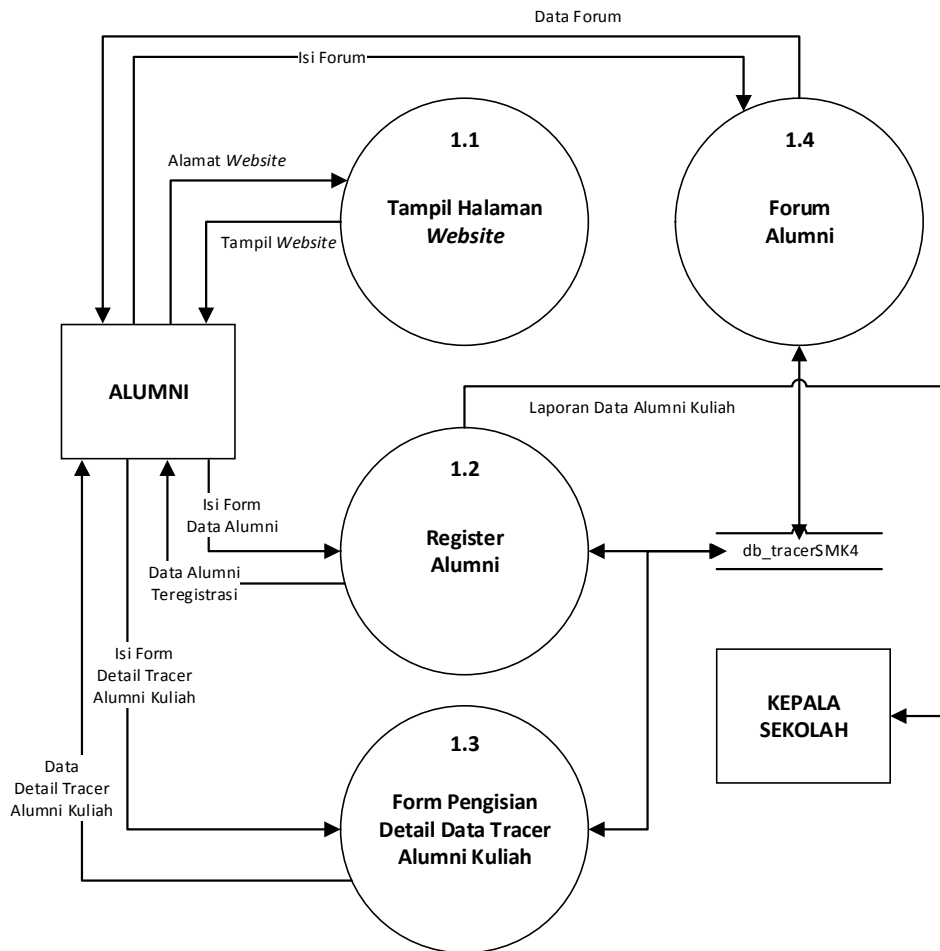 Data Forum
Isi Forum
1.1
Tampil Halaman
Website
1.4
Forum
Alumni
Alamat Website
Tampil Website
ALUMNI
Laporan Data Alumni Kuliah
1.2
Register
Alumni
Isi Form
Data Alumni
Data Alumni
Teregistrasi
db_tracerSMK4
Isi Form
Detail Tracer
Alumni Kuliah
KEPALA
SEKOLAH
1.3
Form Pengisian
Detail Data Tracer
Alumni Kuliah
Data
Detail Tracer
Alumni Kuliah